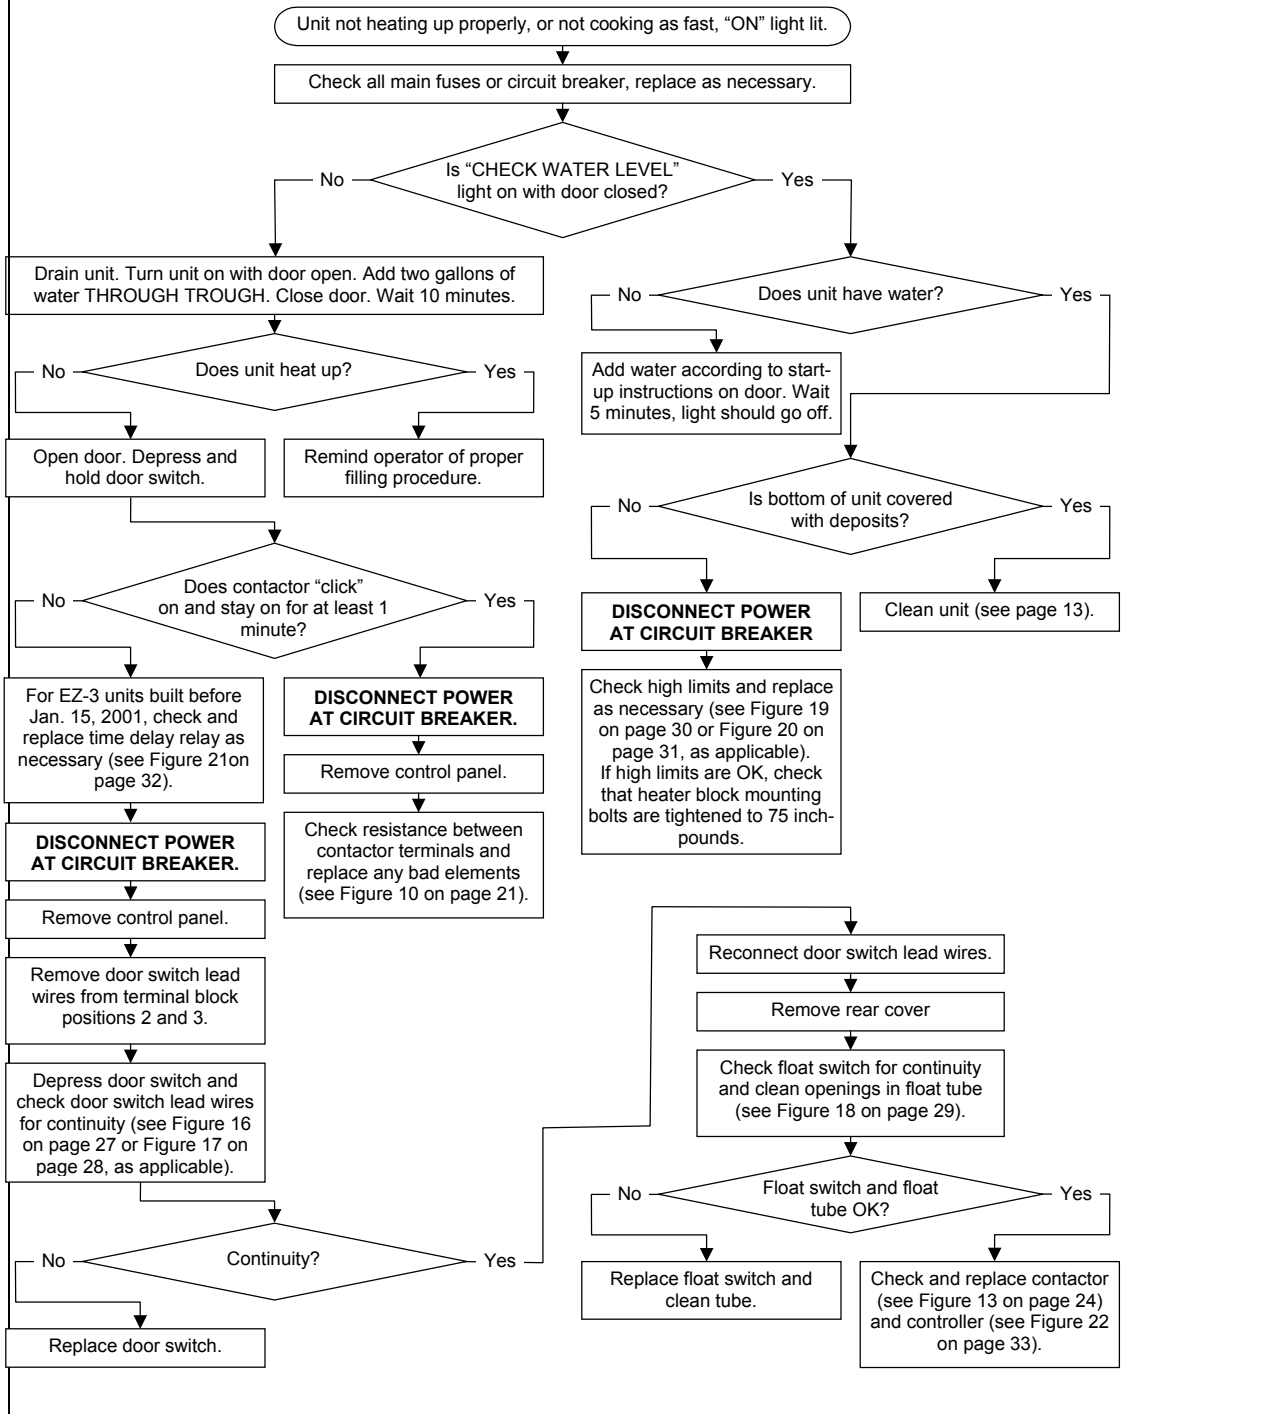 Unit not heating up properly, or not cooking as fast, “ON” light lit.
Check all main fuses or circuit breaker, replace as necessary.
Is “CHECK WATER LEVEL”
light on with door closed?
No
Yes
Drain unit. Turn unit on with door open. Add two gallons of
water THROUGH TROUGH. Close door. Wait 10 minutes.
Does unit heat up?
No
Yes
Open door. Depress and
hold door switch.
Remind operator of proper
filling procedure.
Does contactor “click”
on and stay on for at least 1
minute?
No
Yes
For EZ-3 units built before
Jan. 15, 2001, check and
replace time delay relay as
necessary (see Figure 21on
page 32).
DISCONNECT POWER
AT CIRCUIT BREAKER.
Remove control panel.
Remove door switch lead
wires from terminal block
positions 2 and 3.
Depress door switch and
check door switch lead wires
for continuity (see Figure 16
on page 27 or Figure 17 on
page 28, as applicable).
Continuity?
No
Yes
Replace door switch.
DISCONNECT POWER
AT CIRCUIT BREAKER.
Remove control panel.
Check resistance between
contactor terminals and
replace any bad elements
(see Figure 10 on page 21).
Does unit have water?
No
Yes
Add water according to start-
up instructions on door. Wait
5 minutes, light should go off.
Is bottom of unit covered
with deposits?
No
Yes
DISCONNECT POWER
AT CIRCUIT BREAKER
Clean unit (see page 13).
Check high limits and replace
as necessary (see Figure 19
on page 30 or Figure 20 on
page 31, as applicable).
If high limits are OK, check
that heater block mounting
bolts are tightened to 75 inch-
pounds.
Reconnect door switch lead wires.
Remove rear cover
Check float switch for continuity
and clean openings in float tube
(see Figure 18 on page 29).
Float switch and float
tube OK?
No
Yes
Replace float switch and
clean tube.
Check and replace contactor
(see Figure 13 on page 24)
and controller (see Figure 22
on page 33).